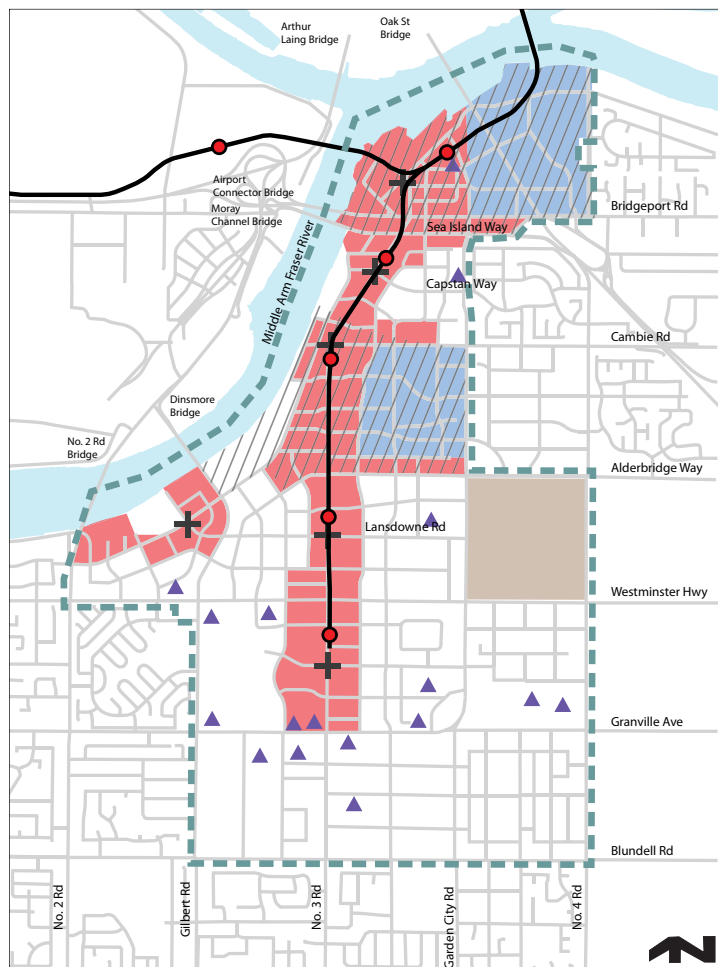 Arthur
Laing Bridge
Oak St
Bridge
Airport
Connector Bridge
Moray
Channel Bridge
Bridgeport Rd
Sea Island Way
Middle Arm Fraser River
Capstan Way
Cambie Rd
Dinsmore
Bridge
No. 2 Rd
Bridge
Alderbridge Way
Lansdowne Rd
Westminster Hwy
Granville Ave
Blundell Rd
No. 2 Rd
Gilbert Rd
No. 3 Rd
Garden City Rd
No. 4 Rd
N